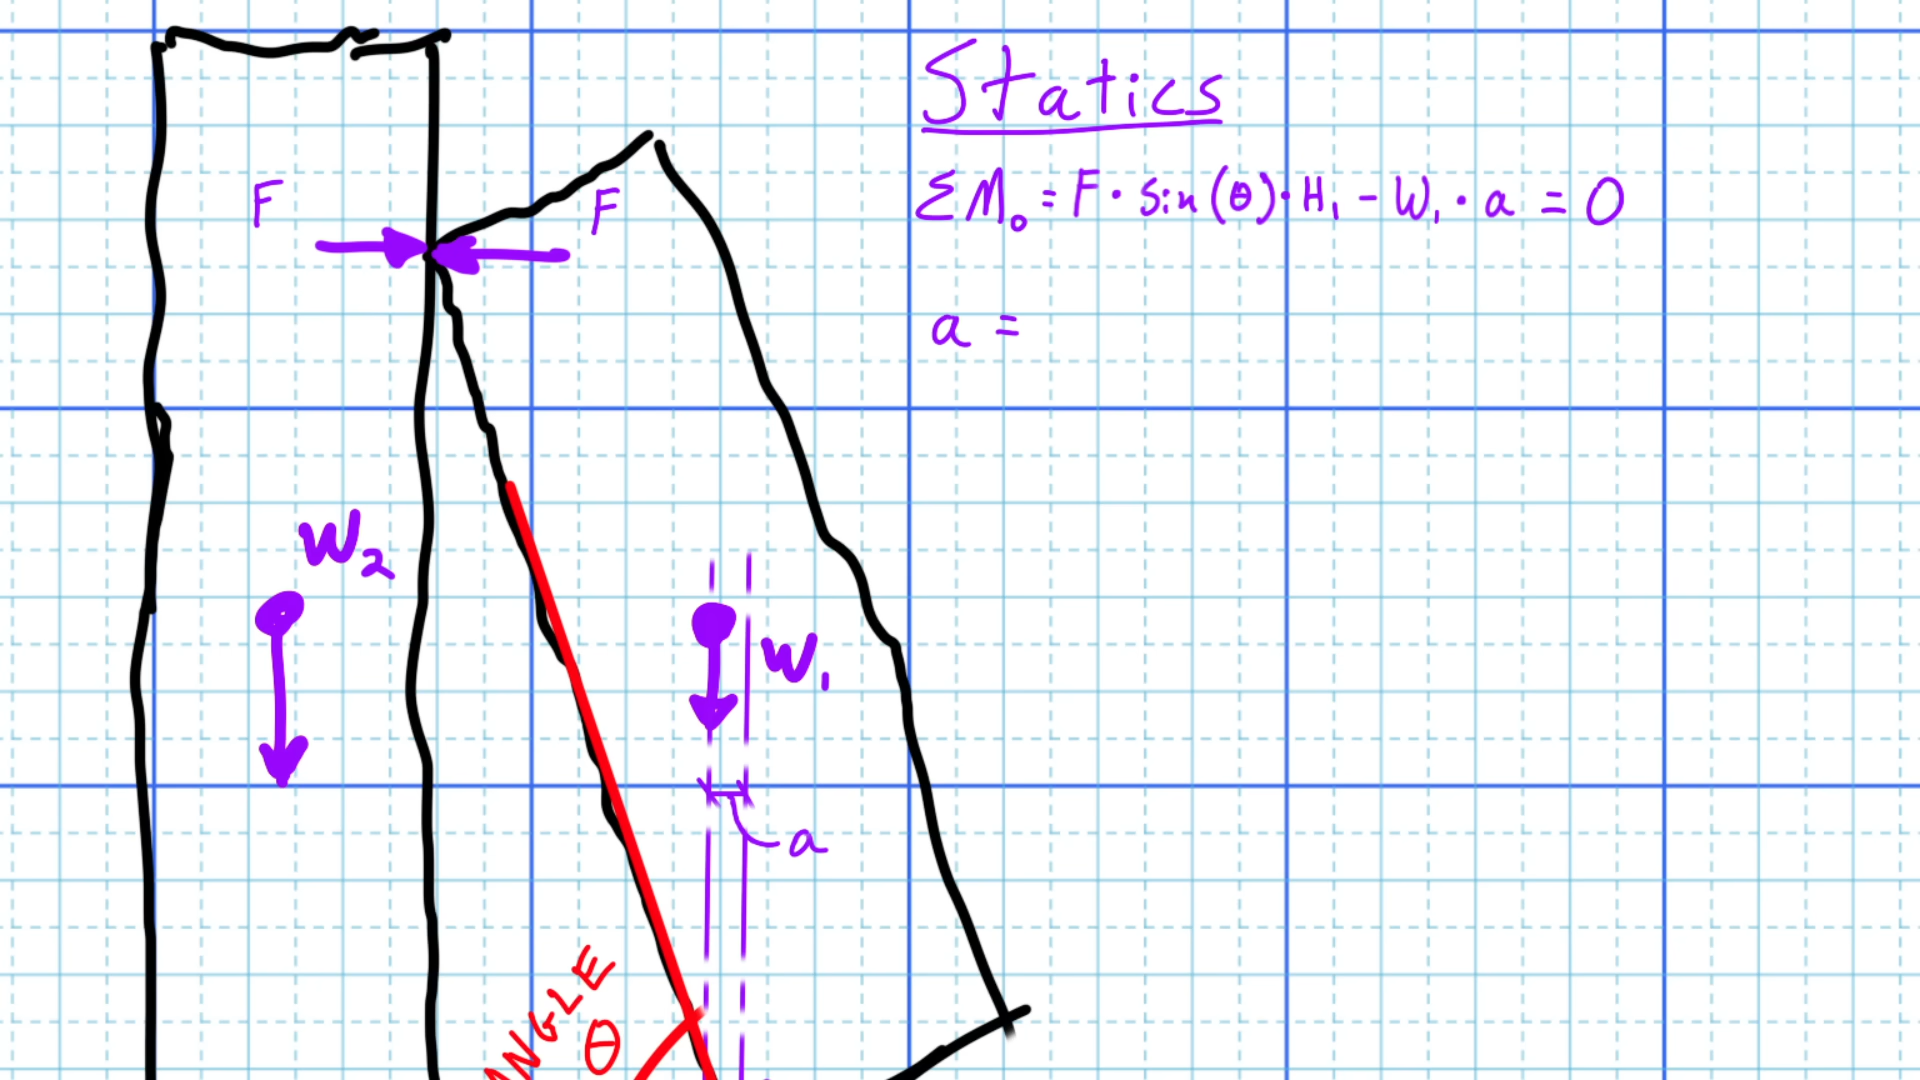 Statics
ΣM₀ = F · sin(θ) · H₁ - W₁ · a = 0
a =
F
F
W₂
W₁
a
ANGLE
θ